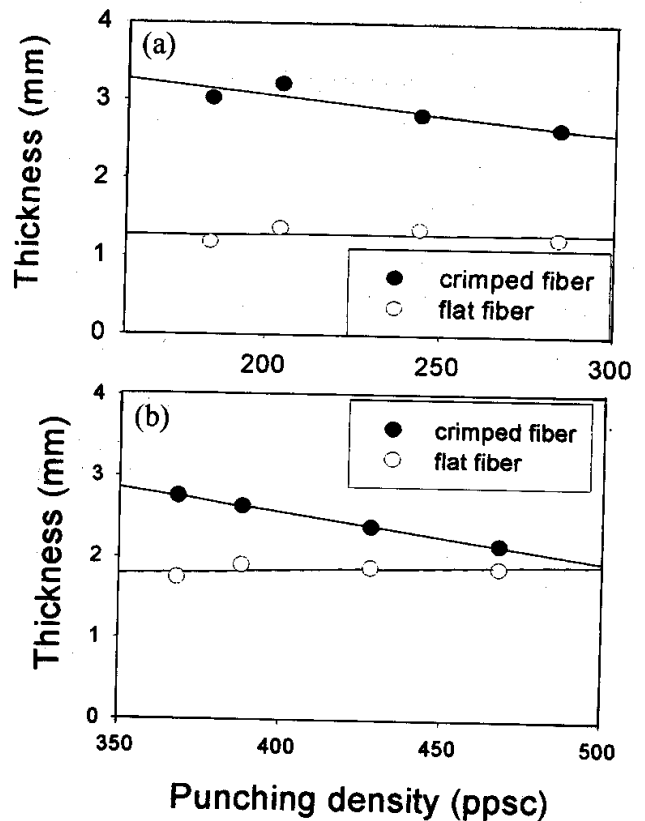 (a)
Thickness (mm)
4
3
2
1
0
crimped fiber
flat fiber
200
250
300
(b)
Thickness (mm)
4
3
2
1
0
crimped fiber
flat fiber
350
400
450
500
Punching density (ppsc)